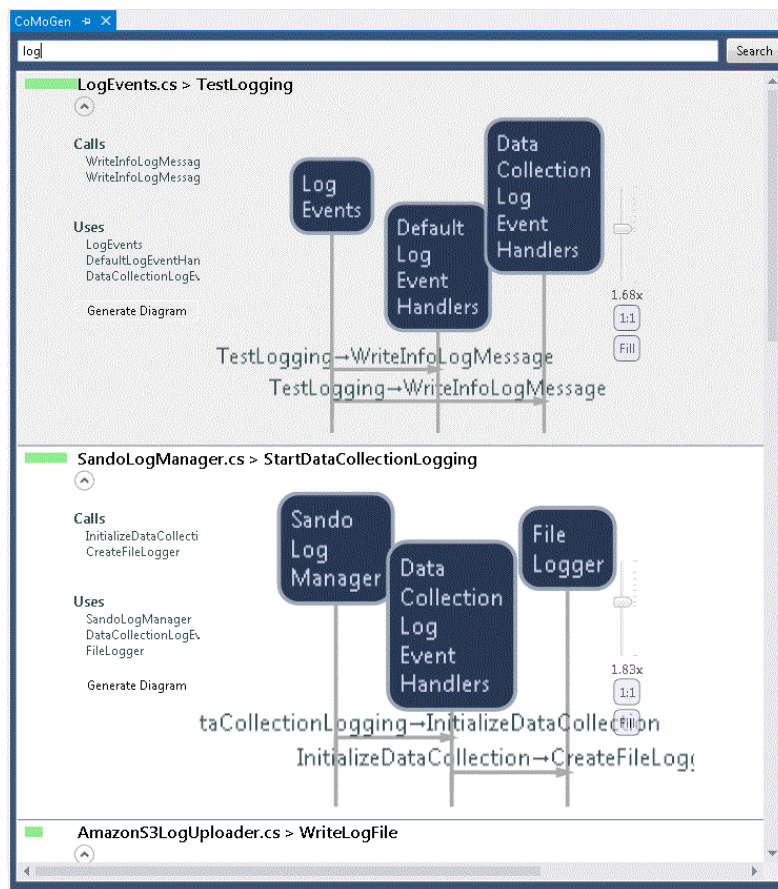 CoMoGen
log
Search
LogEvents.cs > TestLogging
Calls
WriteInfoLogMessag
WriteInfoLogMessag
Uses
LogEvents
DefaultLogEventHan
DataCollectionLogEv
Generate Diagram
Log
Events
Default
Log
Event
Handlers
Data
Collection
Log
Event
Handlers
TestLogging→WriteInfoLogMessage
TestLogging→WriteInfoLogMessage
1.68x
1:1
Fill
SandoLogManager.cs > StartDataCollectionLogging
Calls
InitializeDataCollecti
CreateFileLogger
Uses
SandoLogManager
DataCollectionLogEv
FileLogger
Generate Diagram
Sando
Log
Manager
Data
Collection
Log
Event
Handlers
File
Logger
taCollectionLogging→InitializeDataCollection
InitializeDataCollection→CreateFileLogg
1.83x
1:1
Fill
AmazonS3LogUploader.cs > WriteLogFile